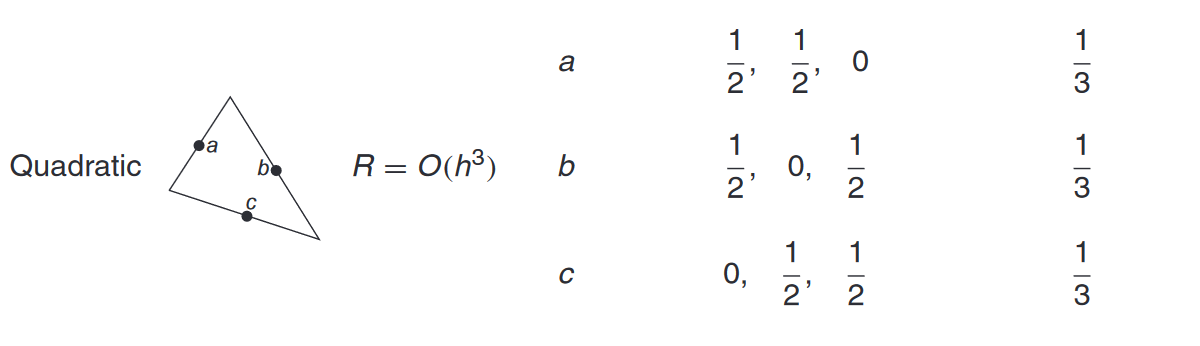 a 1/2, 1/2, 0 1/3
Quadratic a b c R = O(h³) b 1/2, 0, 1/2 1/3
c 0, 1/2, 1/2 1/3